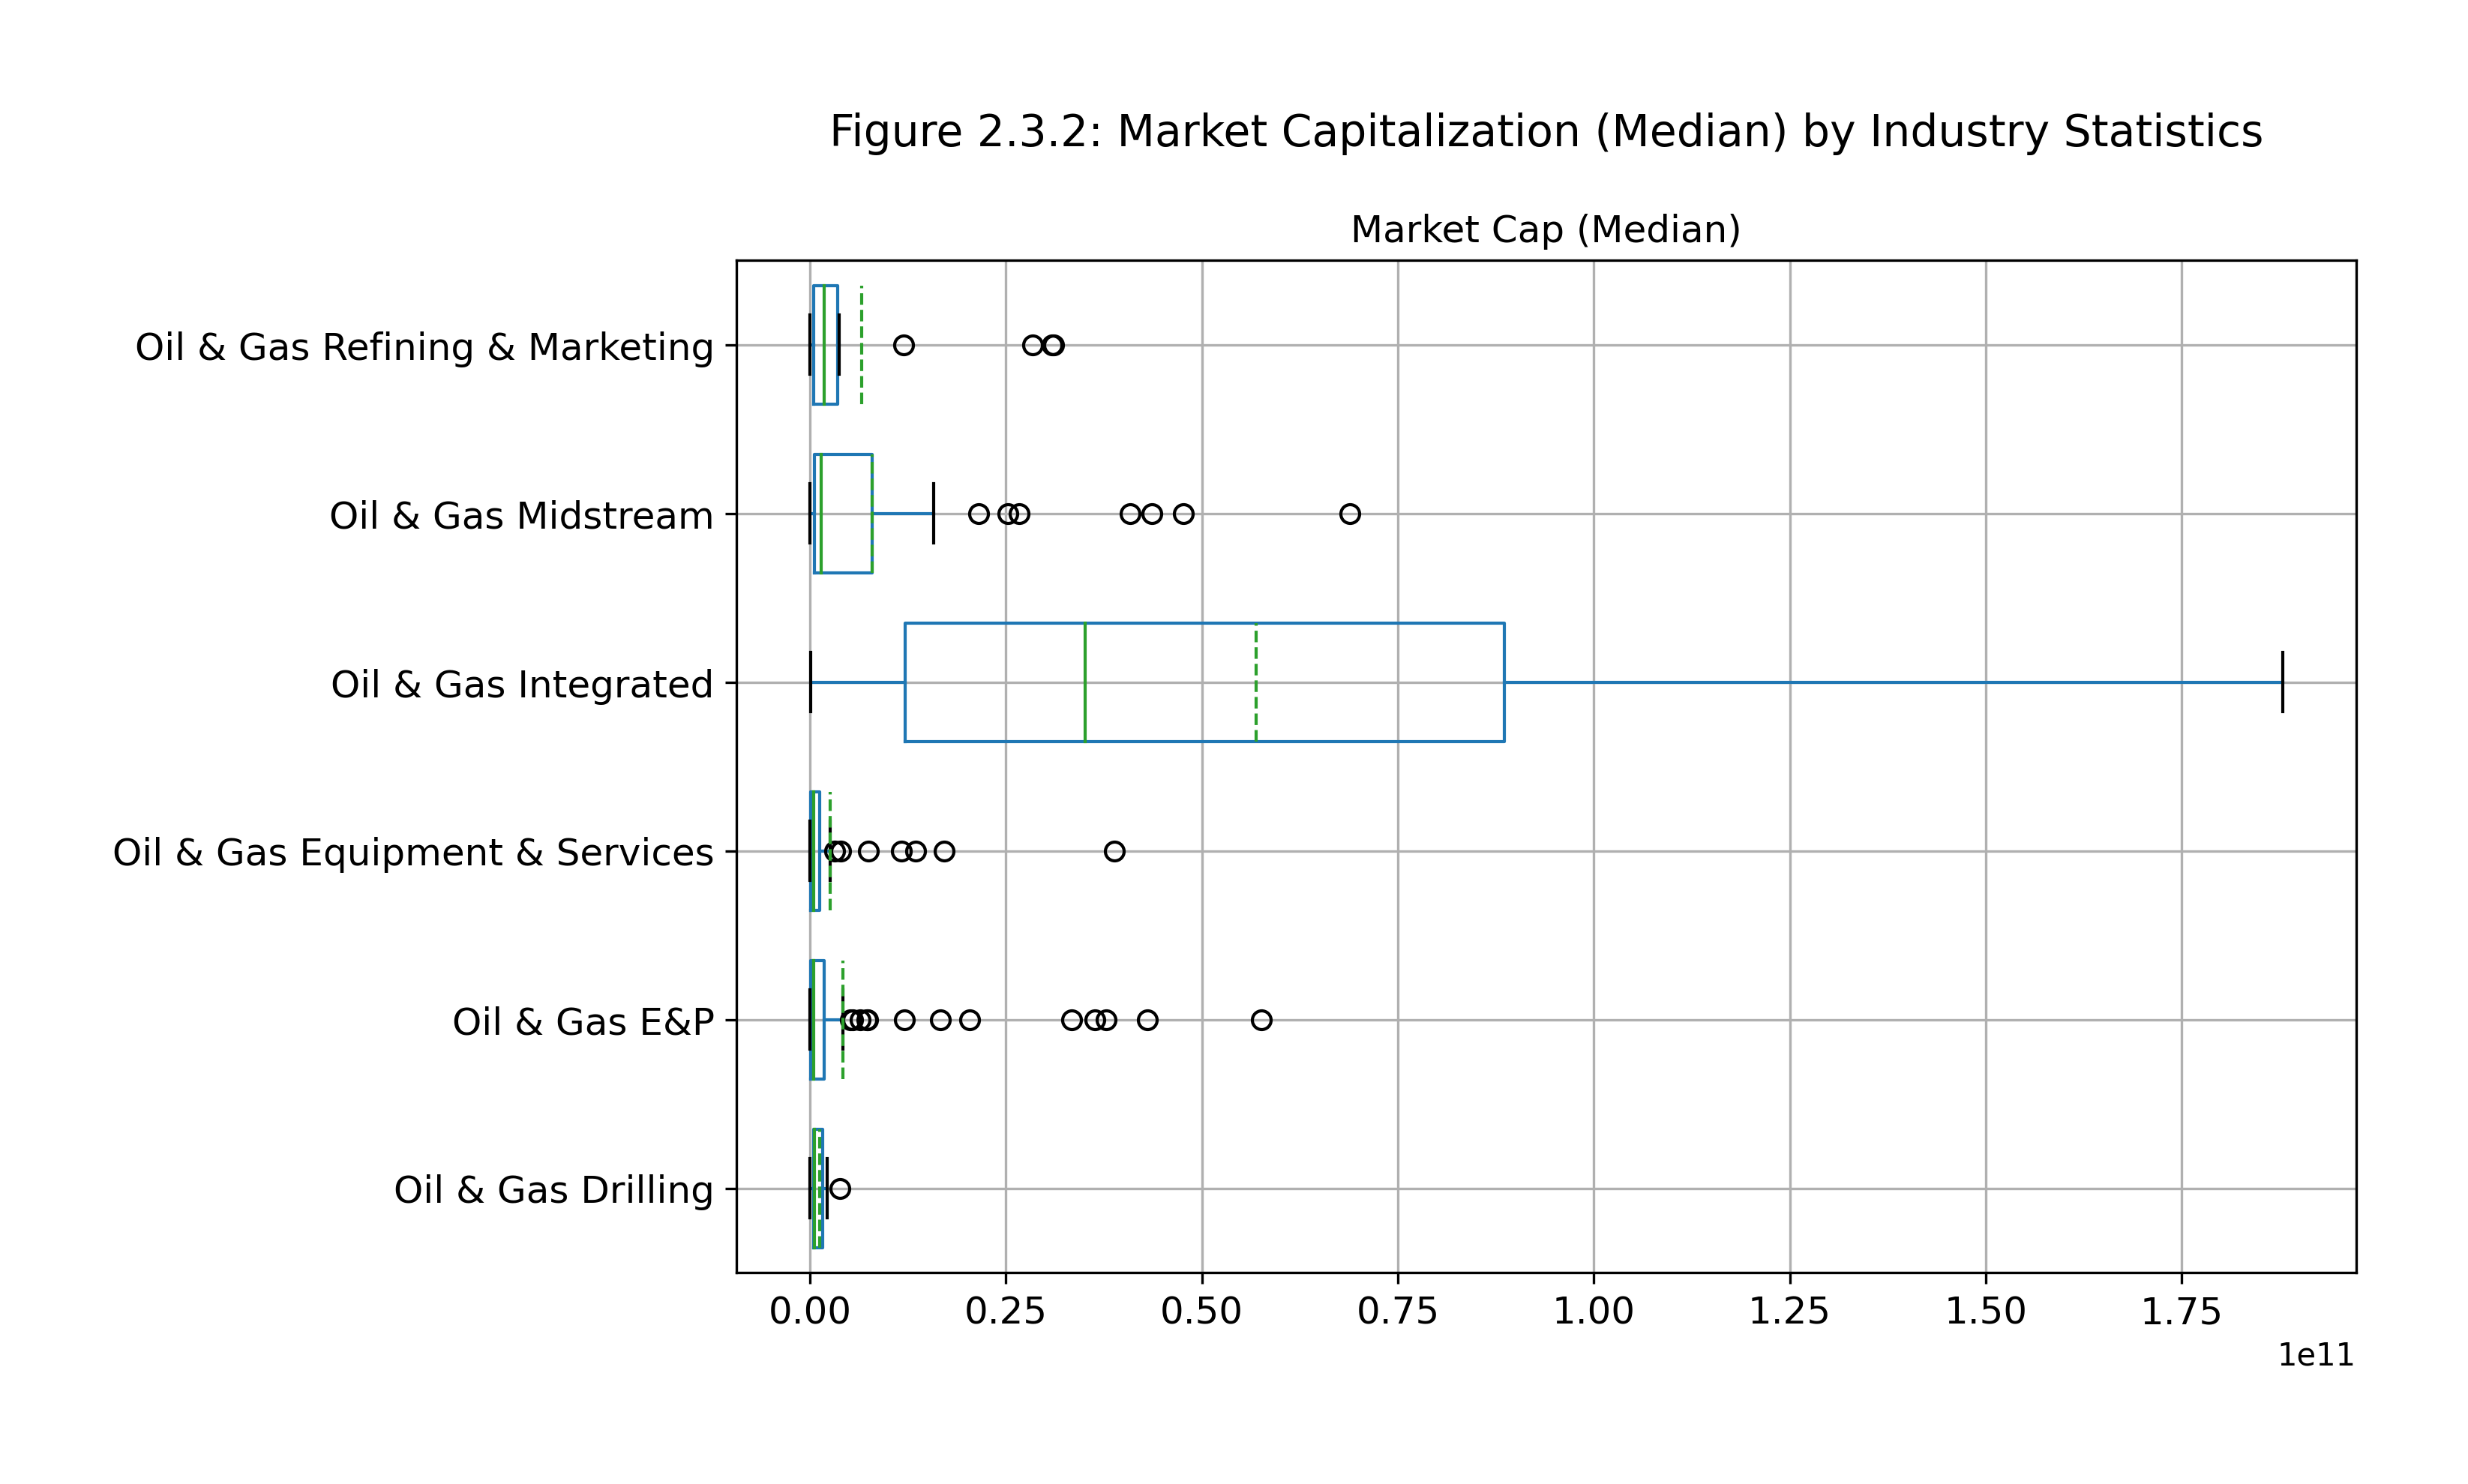 Figure 2.3.2: Market Capitalization (Median) by Industry Statistics
Market Cap (Median)
Oil & Gas Refining & Marketing
Oil & Gas Midstream
Oil & Gas Integrated
Oil & Gas Equipment & Services
Oil & Gas E&P
Oil & Gas Drilling
0.00 0.25 0.50 0.75 1.00 1.25 1.50 1.75
1e11